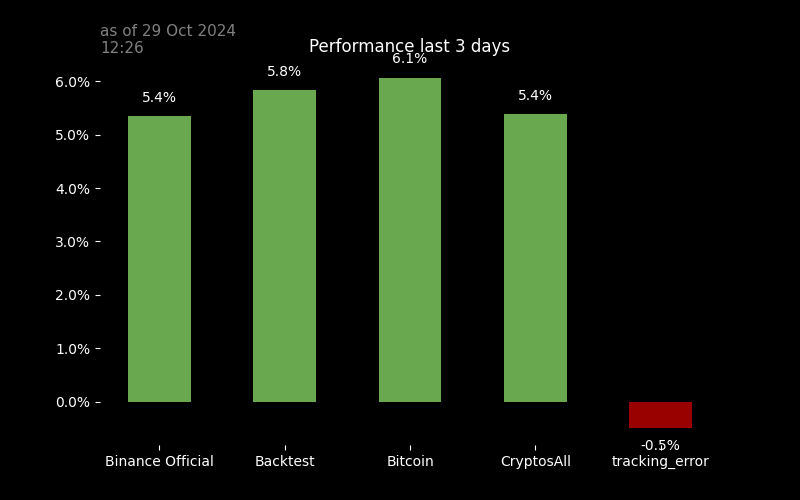 as of 29 Oct 2024
12:26
Performance last 3 days
6.0%
5.0%
4.0%
3.0%
2.0%
1.0%
0.0%
5.4%
5.8%
6.1%
5.4%
-0.5%
Binance Official
Backtest
Bitcoin
CryptosAll
tracking_error